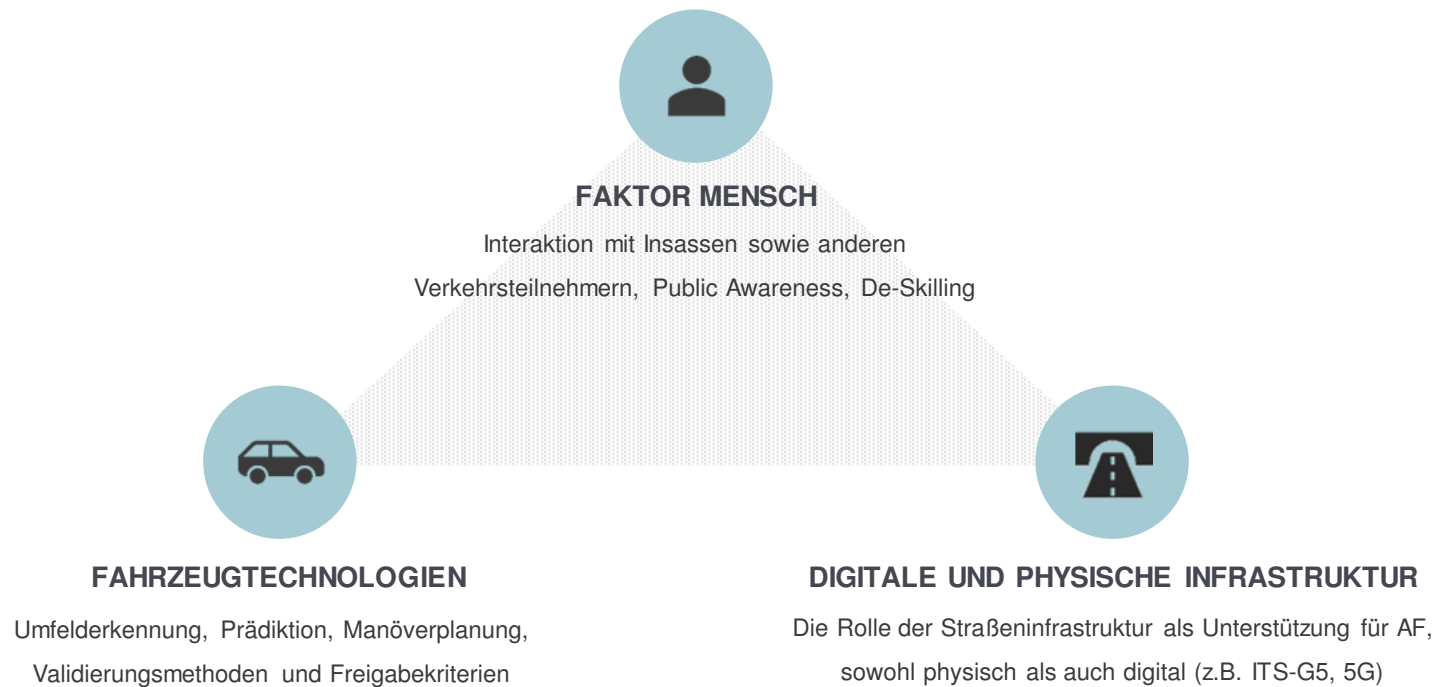 FAKTOR MENSCH
Interaktion mit Insassen sowie anderen
Verkehrsteilnehmern, Public Awareness, De-Skilling
FAHRZEUGTECHNOLOGIEN
Umfelderkennung, Prädiktion, Manöverplanung,
Validierungsmethoden und Freigabekriterien
DIGITALE UND PHYSISCHE INFRASTRUKTUR
Die Rolle der Straßeninfrastruktur als Unterstützung für AF,
sowohl physisch als auch digital (z.B. ITS-G5, 5G)